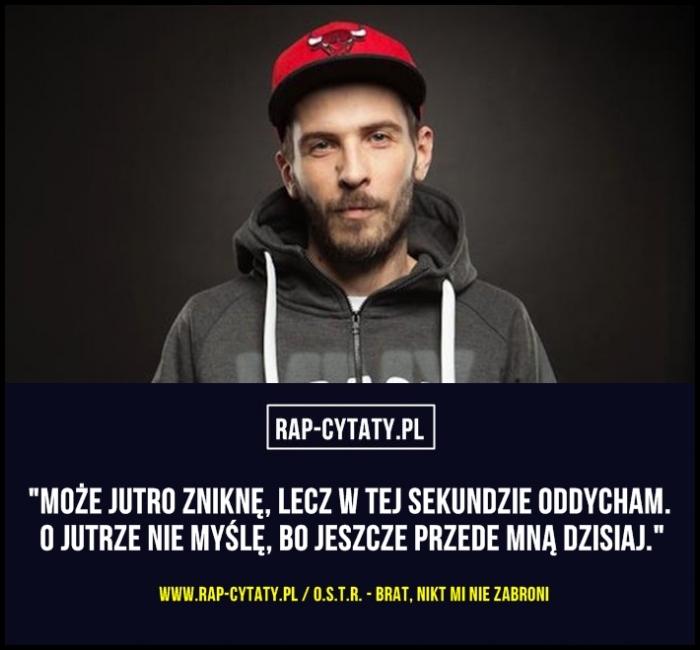 RAP-CYTATY.PL
"MOŻE JUTRO ZNIKNĘ, LECZ W TEJ SEKUNDZIE ODDYCHAM.
O JUTRZE NIE MYŚLĘ, BO JESZCZE PRZEDE MNĄ DZISIAJ."
WWW.RAP-CYTATY.PL / O.S.T.R. - BRAT, NIKT MI NIE ZABRONI